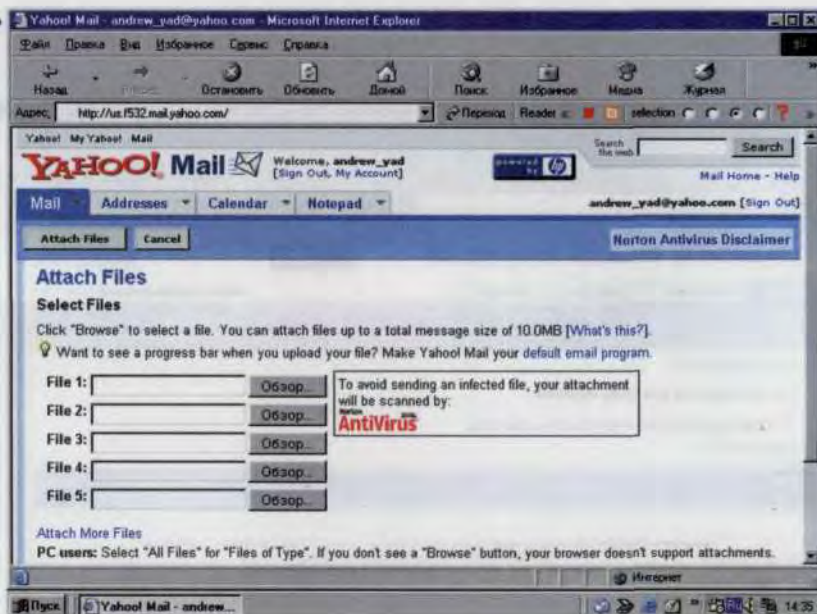 Yahoo! Mail - andrew_yad@yahoo.com - Microsoft Internet Explorer
Файл Правка Вид Избранное Сервис Справка
Назад Остановить Обновить Домой Поиск Избранное Медиа Журнал
Адрес: http://us.f532.mail.yahoo.com/ Переход Reader selection
Yahoo! My Yahoo! Mail
YAHOO! Mail
Welcome, andrew_yad
[Sign Out, My Account]
powered by hp
Search the web Search
Mail Home - Help
Mail Addresses Calendar Notepad
andrew_yad@yahoo.com [Sign Out]
Attach Files Cancel Norton Antivirus Disclaimer
Attach Files
Select Files
Click "Browse" to select a file. You can attach files up to a total message size of 10.0MB [What's this?].
Want to see a progress bar when you upload your file? Make Yahoo! Mail your default email program.
File 1: Обзор...
File 2: Обзор...
File 3: Обзор...
File 4: Обзор...
File 5: Обзор...
To avoid sending an infected file, your attachment
will be scanned by:
Norton
AntiVirus
Attach More Files
PC users: Select "All Files" for "Files of Type". If you don't see a "Browse" button, your browser doesn't support attachments.
Интернет
Пуск Yahoo! Mail - andrew... Ru 14:35